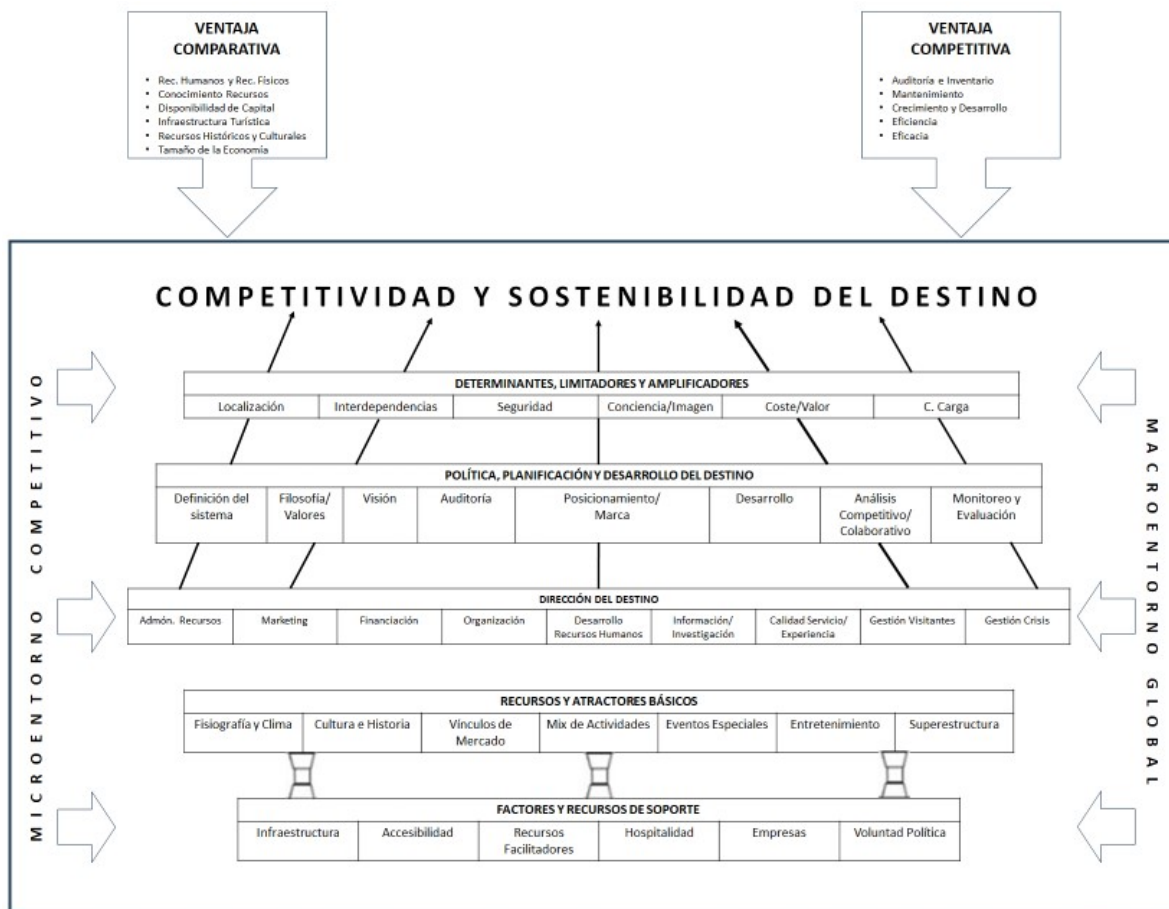 VENTAJA
COMPARATIVA
• Rec. Humanos y Rec. Físicos
• Conocimiento Recursos
• Disponibilidad de Capital
• Infraestructura Turística
• Recursos Históricos y Culturales
• Tamaño de la Economía
VENTAJA
COMPETITIVA
• Auditoría e Inventario
• Mantenimiento
• Crecimiento y Desarrollo
• Eficiencia
• Eficacia
COMPETITIVIDAD Y SOSTENIBILIDAD DEL DESTINO
MICROENTORNO COMPETITIVO
MACROENTORNO GLOBAL
DETERMINANTES, LIMITADORES Y AMPLIFICADORES
Localización
Interdependencias
Seguridad
Conciencia/Imagen
Coste/Valor
C. Carga
POLÍTICA, PLANIFICACIÓN Y DESARROLLO DEL DESTINO
Definición del
sistema
Filosofía/
Valores
Visión
Auditoría
Posicionamiento/
Marca
Desarrollo
Análisis
Competitivo/
Colaborativo
Monitoreo y
Evaluación
DIRECCIÓN DEL DESTINO
Admón. Recursos
Marketing
Financiación
Organización
Desarrollo
Recursos Humanos
Información/
Investigación
Calidad Servicio/
Experiencia
Gestión Visitantes
Gestión Crisis
RECURSOS Y ATRACTORES BÁSICOS
Fisiografía y Clima
Cultura e Historia
Vínculos de
Mercado
Mix de Actividades
Eventos Especiales
Entretenimiento
Superestructura
FACTORES Y RECURSOS DE SOPORTE
Infraestructura
Accesibilidad
Recursos
Facilitadores
Hospitalidad
Empresas
Voluntad Política